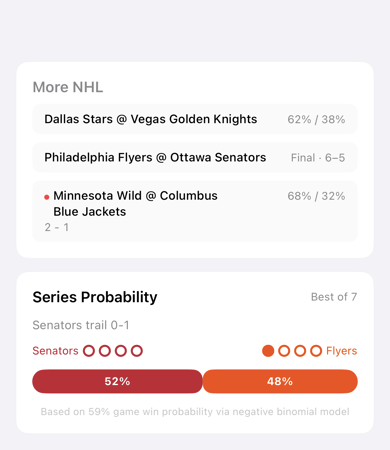 More NHL
Dallas Stars @ Vegas Golden Knights 62% / 38%
Philadelphia Flyers @ Ottawa Senators Final · 6–5
Minnesota Wild @ Columbus 68% / 32%
Blue Jackets
2 - 1
Series Probability Best of 7
Senators trail 0-1
Senators Flyers
52% 48%
Based on 59% game win probability via negative binomial model